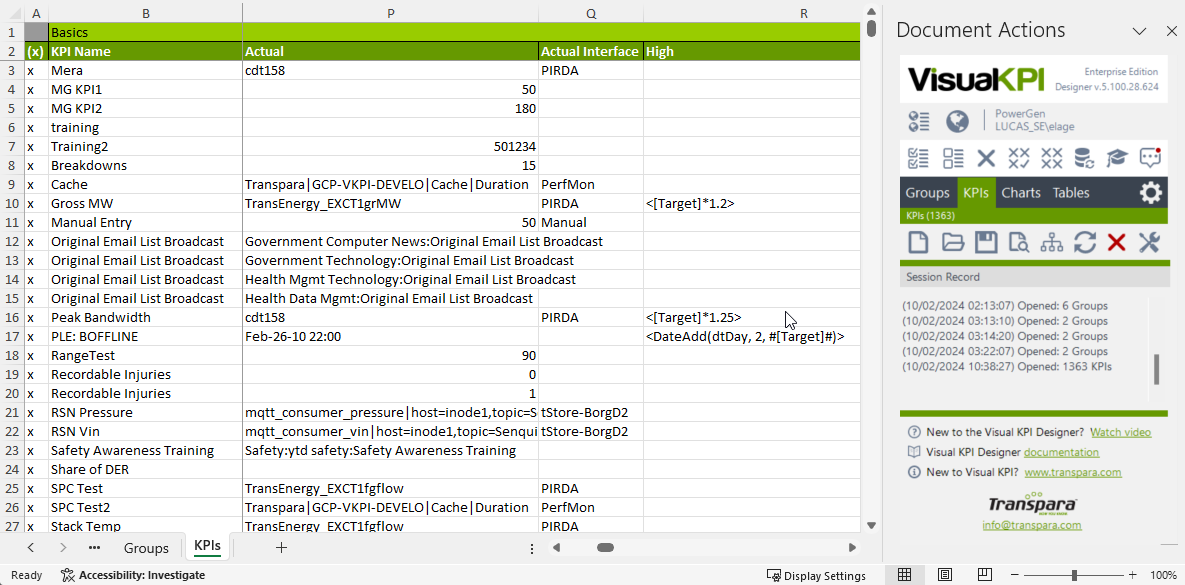 A B P Q R
1 Basics
2 (x) KPI Name Actual Actual Interface High
3 x Mera cdt158 PIRDA
4 x MG KPI1 50
5 x MG KPI2 180
6 x training
7 x Training2 501234
8 x Breakdowns 15
9 x Cache Transpara|GCP-VKPI-DEVELO|Cache|Duration PerfMon
10 x Gross MW TransEnergy_EXCT1grMW PIRDA <[Target]*1.2>
11 x Manual Entry 50 Manual
12 x Original Email List Broadcast Government Computer News:Original Email List Broadcast
13 x Original Email List Broadcast Government Technology:Original Email List Broadcast
14 x Original Email List Broadcast Health Mgmt Technology:Original Email List Broadcast
15 x Original Email List Broadcast Health Data Mgmt:Original Email List Broadcast
16 x Peak Bandwidth cdt158 PIRDA <[Target]*1.25>
17 x PLE: BOFFLINE Feb-26-10 22:00 <DateAdd(dtDay, 2, #[Target]#)>
18 x RangeTest 90
19 x Recordable Injuries 0
20 x Recordable Injuries 1
21 x RSN Pressure mqtt_consumer_pressure|host=inode1,topic=S tStore-BorgD2
22 x RSN Vin mqtt_consumer_vin|host=inode1,topic=Senqui tStore-BorgD2
23 x Safety Awareness Training Safety:ytd safety:Safety Awareness Training
24 x Share of DER
25 x SPC Test TransEnergy_EXCT1fgflow PIRDA
26 x SPC Test2 Transpara|GCP-VKPI-DEVELO|Cache|Duration PerfMon
27 x Stack Temp TransEnergy_EXCT1fgflow PIRDA
Groups KPIs
Ready Accessibility: Investigate Display Settings 100%
Document Actions
VisualKPI Enterprise Edition
Designer v.5.100.28.624
PowerGen
LUCAS_SE\elage
Groups KPIs Charts Tables
KPIs (1363)
Session Record
(10/02/2024 02:13:07) Opened: 6 Groups
(10/02/2024 03:13:10) Opened: 2 Groups
(10/02/2024 03:14:20) Opened: 2 Groups
(10/02/2024 03:22:07) Opened: 2 Groups
(10/02/2024 10:38:27) Opened: 1363 KPIs
New to the Visual KPI Designer? Watch video
Visual KPI Designer documentation
New to Visual KPI? www.transpara.com
Transpara
info@transpara.com